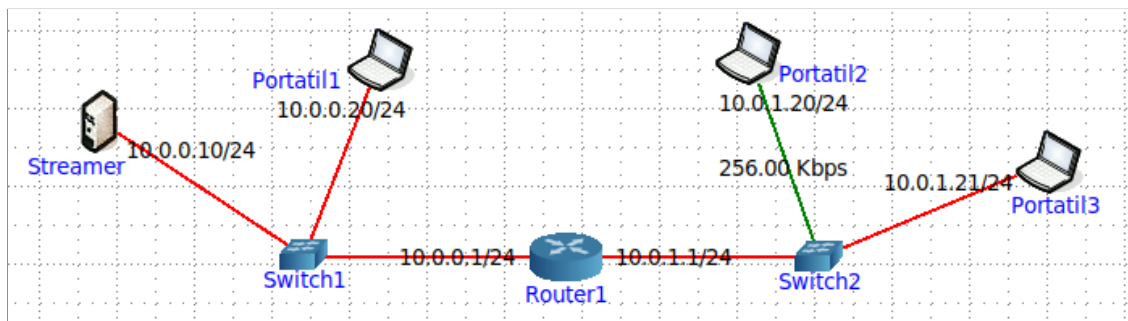 Portatil1
10.0.0.20/24
Streamer
10.0.0.10/24
Switch1
10.0.0.1/24
Router1
10.0.1.1/24
Portatil2
10.0.1.20/24
256.00 Kbps
Switch2
10.0.1.21/24
Portatil3